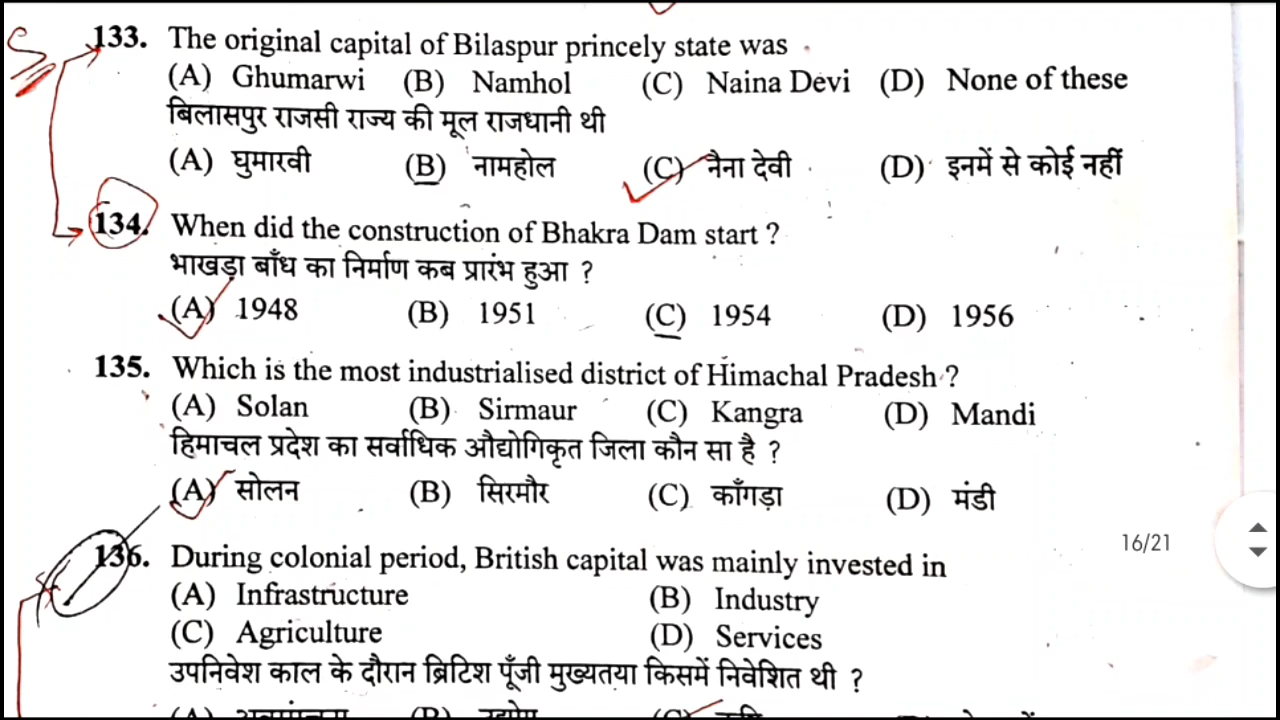 133. The original capital of Bilaspur princely state was
(A) Ghumarwi (B) Namhol (C) Naina Devi (D) None of these
बिलासपुर राजसी राज्य की मूल राजधानी थी
(A) घुमारवी (B) नामहोल (C) नैना देवी (D) इनमें से कोई नहीं
134. When did the construction of Bhakra Dam start ?
भाखड़ा बाँध का निर्माण कब प्रारंभ हुआ ?
(A) 1948 (B) 1951 (C) 1954 (D) 1956
135. Which is the most industrialised district of Himachal Pradesh ?
(A) Solan (B) Sirmaur (C) Kangra (D) Mandi
हिमाचल प्रदेश का सर्वाधिक औद्योगिकृत जिला कौन सा है ?
(A) सोलन (B) सिरमौर (C) काँगड़ा (D) मंडी
16/21
136. During colonial period, British capital was mainly invested in
(A) Infrastructure (B) Industry
(C) Agriculture (D) Services
उपनिवेश काल के दौरान ब्रिटिश पूँजी मुख्यतया किसमें निवेशित थी ?